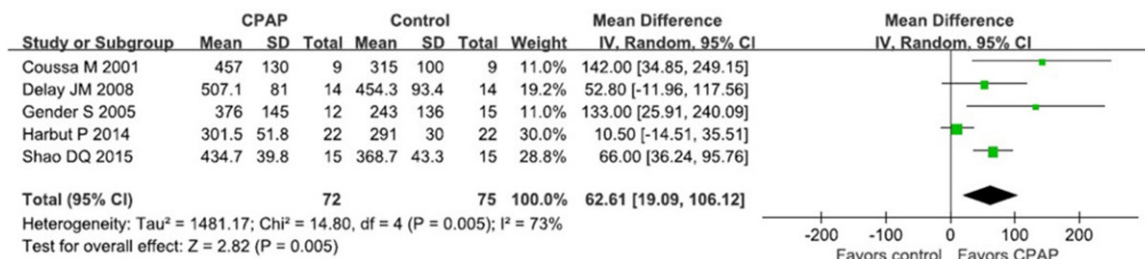 CPAP Control Mean Difference Mean Difference
Study or Subgroup Mean SD Total Mean SD Total Weight IV, Random, 95% CI IV, Random, 95% CI
Coussa M 2001 457 130 9 315 100 9 11.0% 142.00 [34.85, 249.15]
Delay JM 2008 507.1 81 14 454.3 93.4 14 19.2% 52.80 [-11.96, 117.56]
Gender S 2005 376 145 12 243 136 15 11.0% 133.00 [25.91, 240.09]
Harbut P 2014 301.5 51.8 22 291 30 22 30.0% 10.50 [-14.51, 35.51]
Shao DQ 2015 434.7 39.8 15 368.7 43.3 15 28.8% 66.00 [36.24, 95.76]
Total (95% CI) 72 75 100.0% 62.61 [19.09, 106.12]
Heterogeneity: Tau² = 1481.17; Chi² = 14.80, df = 4 (P = 0.005); I² = 73%
Test for overall effect: Z = 2.82 (P = 0.005)
-200 -100 0 100 200
Favors control Favors CPAP